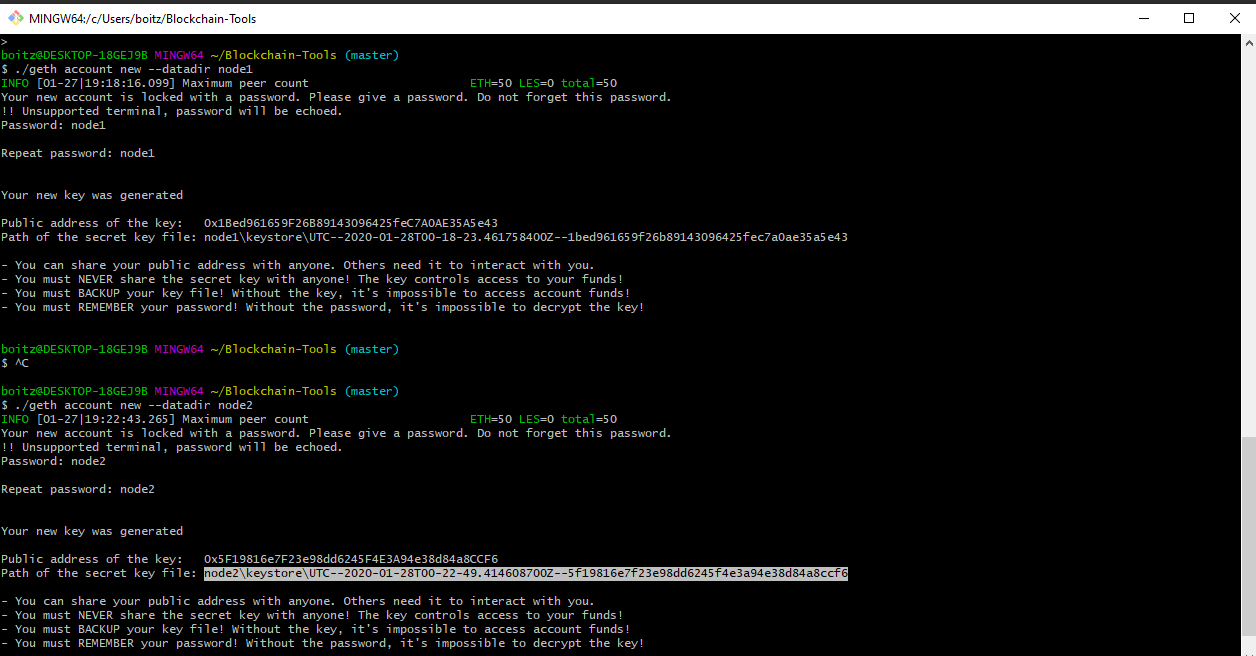 MINGW64:/c/Users/boitz/Blockchain-Tools
>
boitz@DESKTOP-18GEJ9B MINGW64 ~/Blockchain-Tools (master)
$ ./geth account new --datadir node1
INFO [01-27|19:18:16.099] Maximum peer count                       ETH=50 LES=0 total=50
Your new account is locked with a password. Please give a password. Do not forget this password.
!! Unsupported terminal, password will be echoed.
Password: node1
Repeat password: node1
Your new key was generated
Public address of the key:   0x1Bed961659F26B89143096425feC7A0AE35A5e43
Path of the secret key file: node1\keystore\UTC--2020-01-28T00-18-23.461758400Z--1bed961659f26b89143096425fec7a0ae35a5e43
- You can share your public address with anyone. Others need it to interact with you.
- You must NEVER share the secret key with anyone! The key controls access to your funds!
- You must BACKUP your key file! Without the key, it's impossible to access account funds!
- You must REMEMBER your password! Without the password, it's impossible to decrypt the key!
boitz@DESKTOP-18GEJ9B MINGW64 ~/Blockchain-Tools (master)
$ ^C
boitz@DESKTOP-18GEJ9B MINGW64 ~/Blockchain-Tools (master)
$ ./geth account new --datadir node2
INFO [01-27|19:22:43.265] Maximum peer count                       ETH=50 LES=0 total=50
Your new account is locked with a password. Please give a password. Do not forget this password.
!! Unsupported terminal, password will be echoed.
Password: node2
Repeat password: node2
Your new key was generated
Public address of the key:   0x5F19816e7F23e98dd6245F4E3A94e38d84a8CCF6
Path of the secret key file: node2\keystore\UTC--2020-01-28T00-22-49.414608700Z--5f19816e7f23e98dd6245f4e3a94e38d84a8ccf6
- You can share your public address with anyone. Others need it to interact with you.
- You must NEVER share the secret key with anyone! The key controls access to your funds!
- You must BACKUP your key file! Without the key, it's impossible to access account funds!
- You must REMEMBER your password! Without the password, it's impossible to decrypt the key!